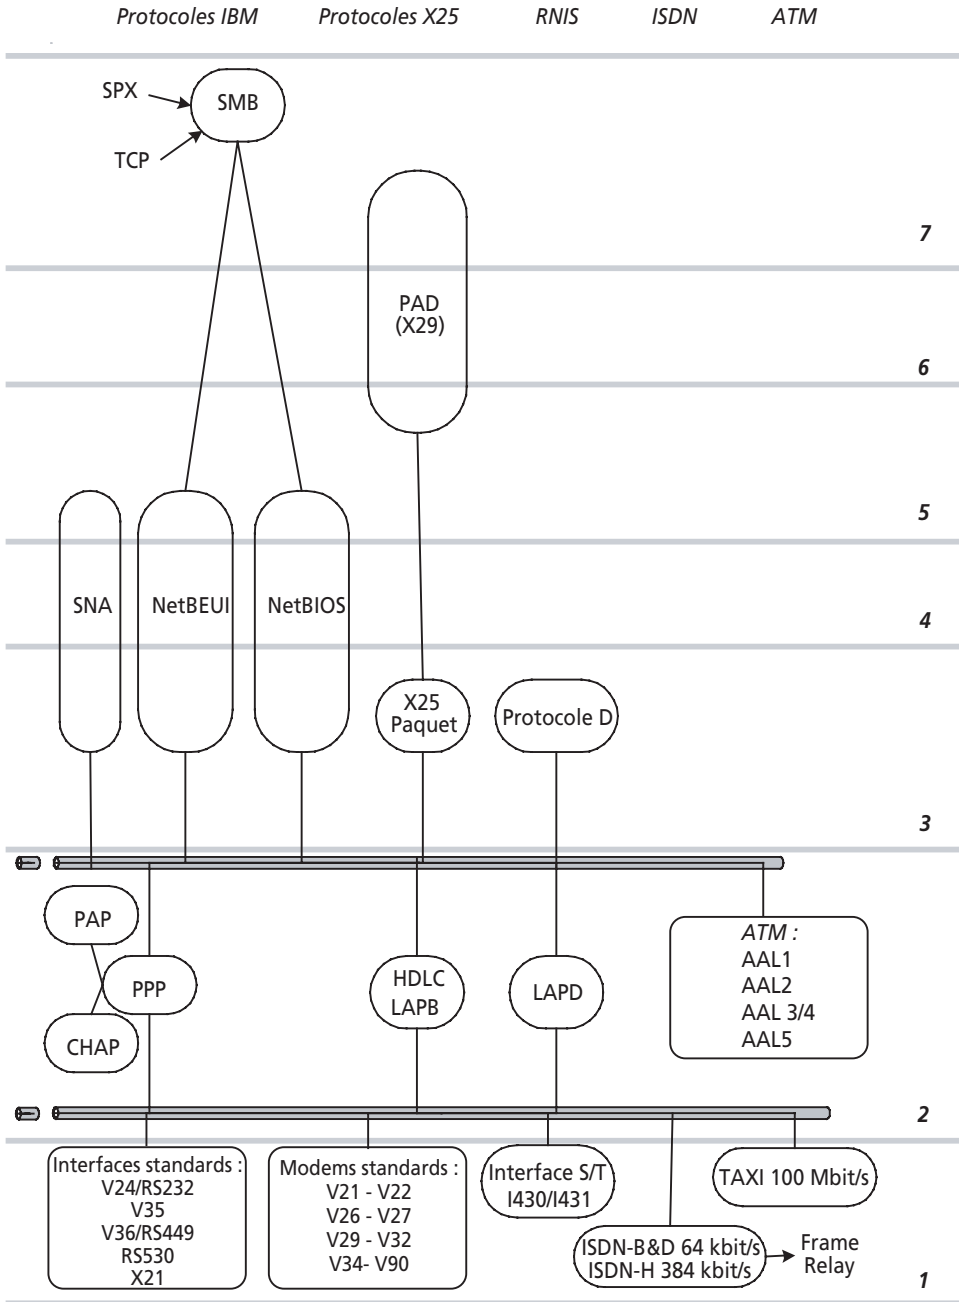 Protocoles IBM
Protocoles X25
RNIS
ISDN
ATM
SPX
SMB
TCP
7
PAD
(X29)
6
5
SNA
NetBEUI
NetBIOS
4
X25
Paquet
Protocole D
3
PAP
PPP
CHAP
HDLC
LAPB
LAPD
ATM :
AAL1
AAL2
AAL 3/4
AAL5
2
Interfaces standards :
V24/RS232
V35
V36/RS449
RS530
X21
Modems standards :
V21 - V22
V26 - V27
V29 - V32
V34- V90
Interface S/T
I430/I431
TAXI 100 Mbit/s
ISDN-B&D 64 kbit/s
ISDN-H 384 kbit/s
Frame
Relay
1